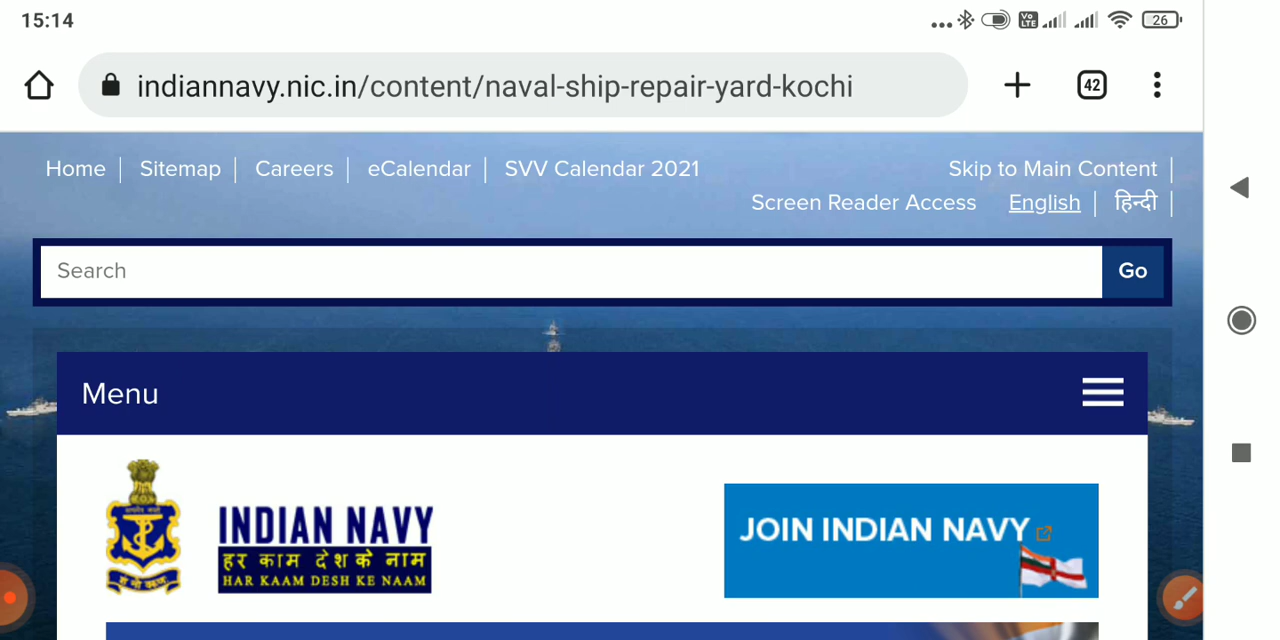 15:14
Vo LTE
26
indiannavy.nic.in/content/naval-ship-repair-yard-kochi
42
Home | Sitemap | Careers | eCalendar | SVV Calendar 2021
Skip to Main Content |
Screen Reader Access English | हिन्दी |
Search
Go
Menu
INDIAN NAVY
हर काम देश के नाम
HAR KAAM DESH KE NAAM
JOIN INDIAN NAVY